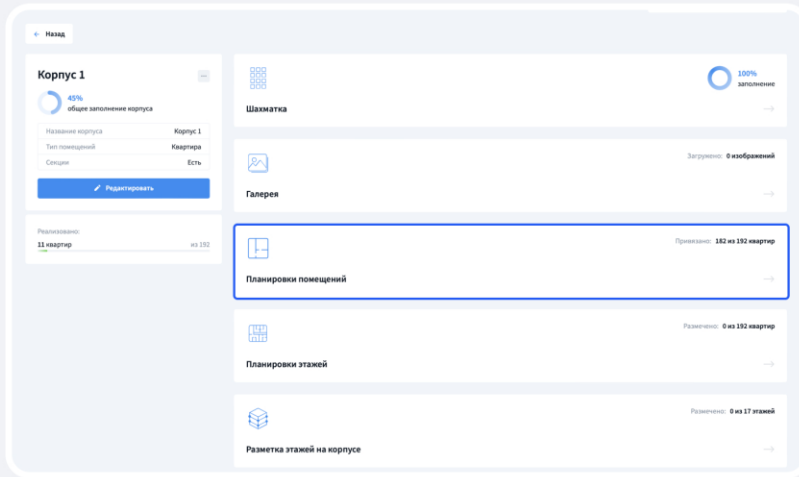 ← Назад
Корпус 1
...
45%
общее заполнение корпуса
Название корпуса Корпус 1
Тип помещений Квартира
Секции Есть
Редактировать
Реализовано:
11 квартир из 192
100%
заполнение
Шахматка
Загружено: 0 изображений
Галерея
Привязано: 182 из 192 квартир
Планировки помещений
Размечено: 0 из 192 квартир
Планировки этажей
Размечено: 0 из 17 этажей
Разметка этажей на корпусе